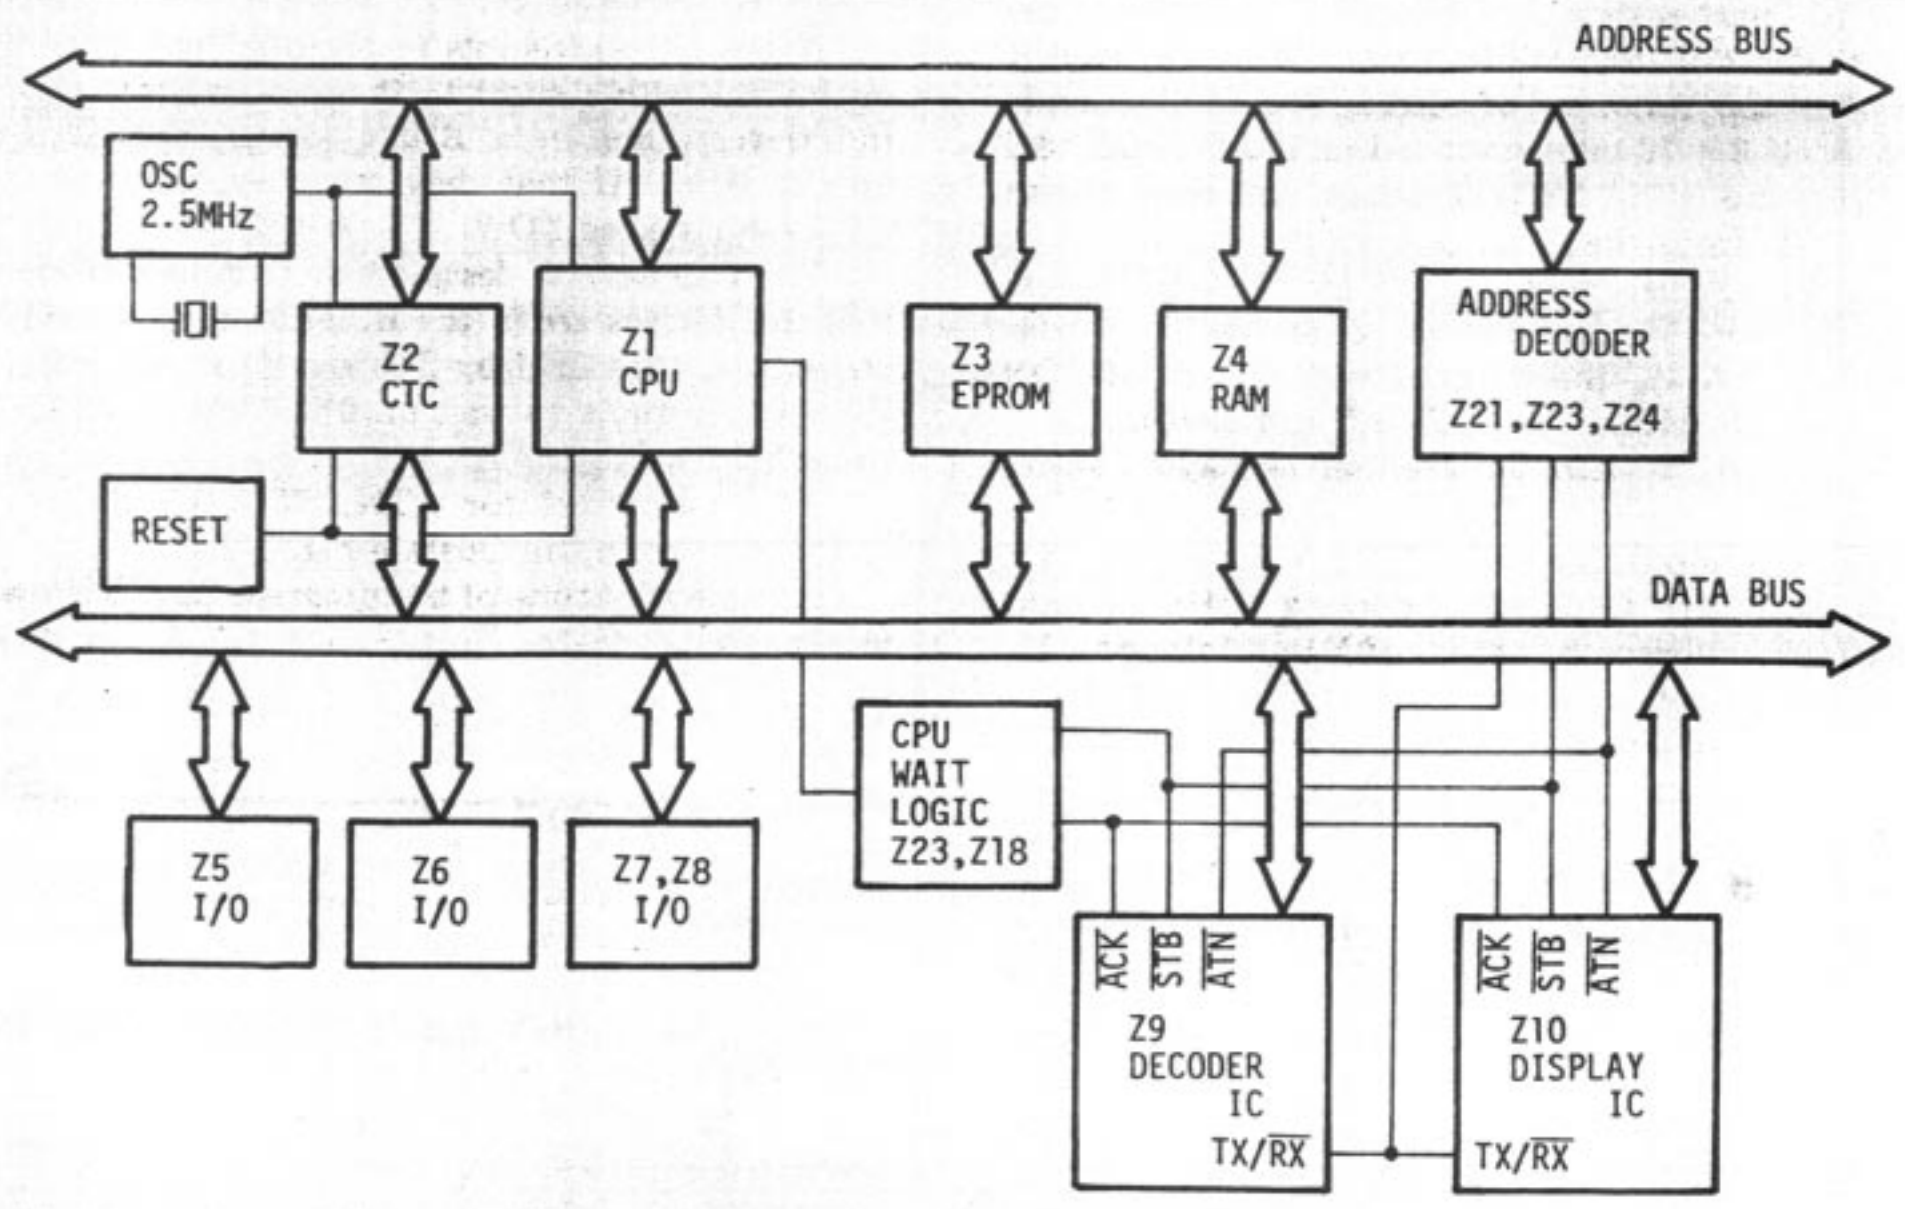 ADDRESS BUS
OSC
2.5MHz
Z2
CTC
Z1
CPU
Z3
EPROM
Z4
RAM
ADDRESS
DECODER
Z21,Z23,Z24
RESET
DATA BUS
Z5
I/O
Z6
I/O
Z7,Z8
I/O
CPU
WAIT
LOGIC
Z23,Z18
ACK
STB
ATN
Z9
DECODER
IC
TX/RX
ACK
STB
ATN
Z10
DISPLAY
IC
TX/RX